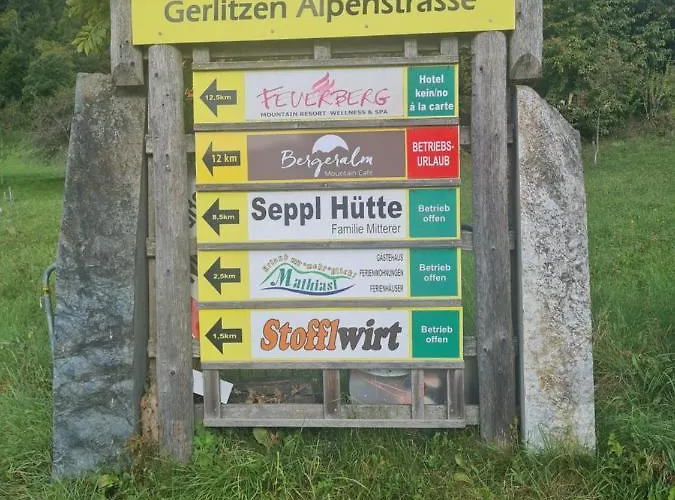 Gerlitzen Alpenstrasse
12,5km
FEUERBERG
MOUNTAIN RESORT WELLNESS & SPA
Hotel
kein/no
à la carte
12 km
Bergeralm
Mountain Café
BETRIEBS-
URLAUB
8,5km
Seppl Hütte
Familie Mitterer
Betrieb
offen
2,5km
Mathiasl
GÄSTEHAUS
FERIENWOHNUNGEN
FERIENHÄUSER
Betrieb
offen
1,5km
Stofflwirt
Betrieb
offen